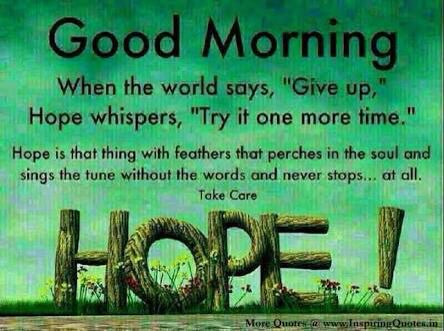 Good Morning
When the world says, "Give up,"
Hope whispers, "Try it one more time."
Hope is that thing with feathers that perches in the soul and
sings the tune without the words and never stops... at all.
Take Care
HOPE!
More Quotes @ www.InspiringQuotes.in